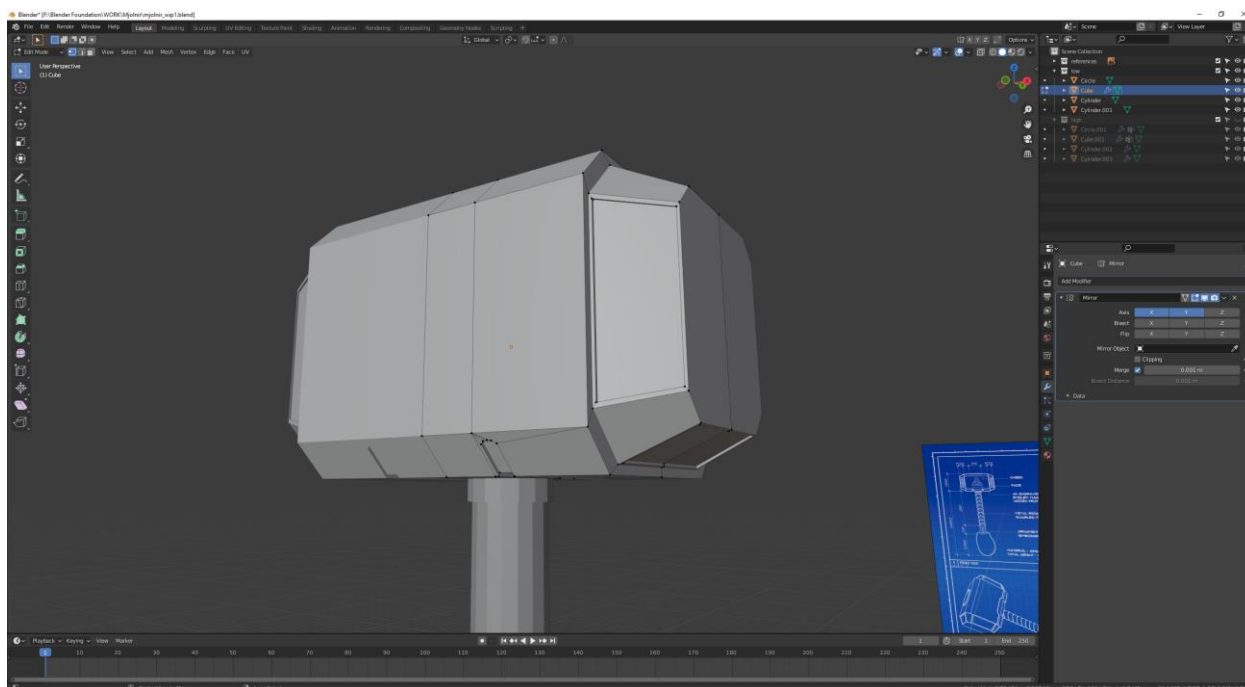 Blender* [F:\Blender Foundation\WORK\Mjolnir\mjolnir_wip1.blend]
File Edit Render Window Help Layout Modeling Sculpting UV Editing Texture Paint Shading Animation Rendering Compositing Geometry Nodes Scripting Scene View Layer
Global X Y Z Options
Edit Mode View Select Add Mesh Vertex Edge Face UV
User Perspective
(1) Cube
Scene Collection
references
low
Circle
Cube
Cylinder
Cylinder.001
high
Circle.001
Cube.001
Cylinder.002
Cylinder.003
Cube Mirror
Add Modifier
Mirror
Axis X Y Z
Bisect X Y Z
Flip X Y Z
Mirror Object
Clipping
Merge 0.001 m
Bisect Distance 0.001 m
Data
Playback Keying View Marker 1 Start 1 End 250
1 10 20 30 40 50 60 70 80 90 100 110 120 130 140 150 160 170 180 190 200 210 220 230 240 250